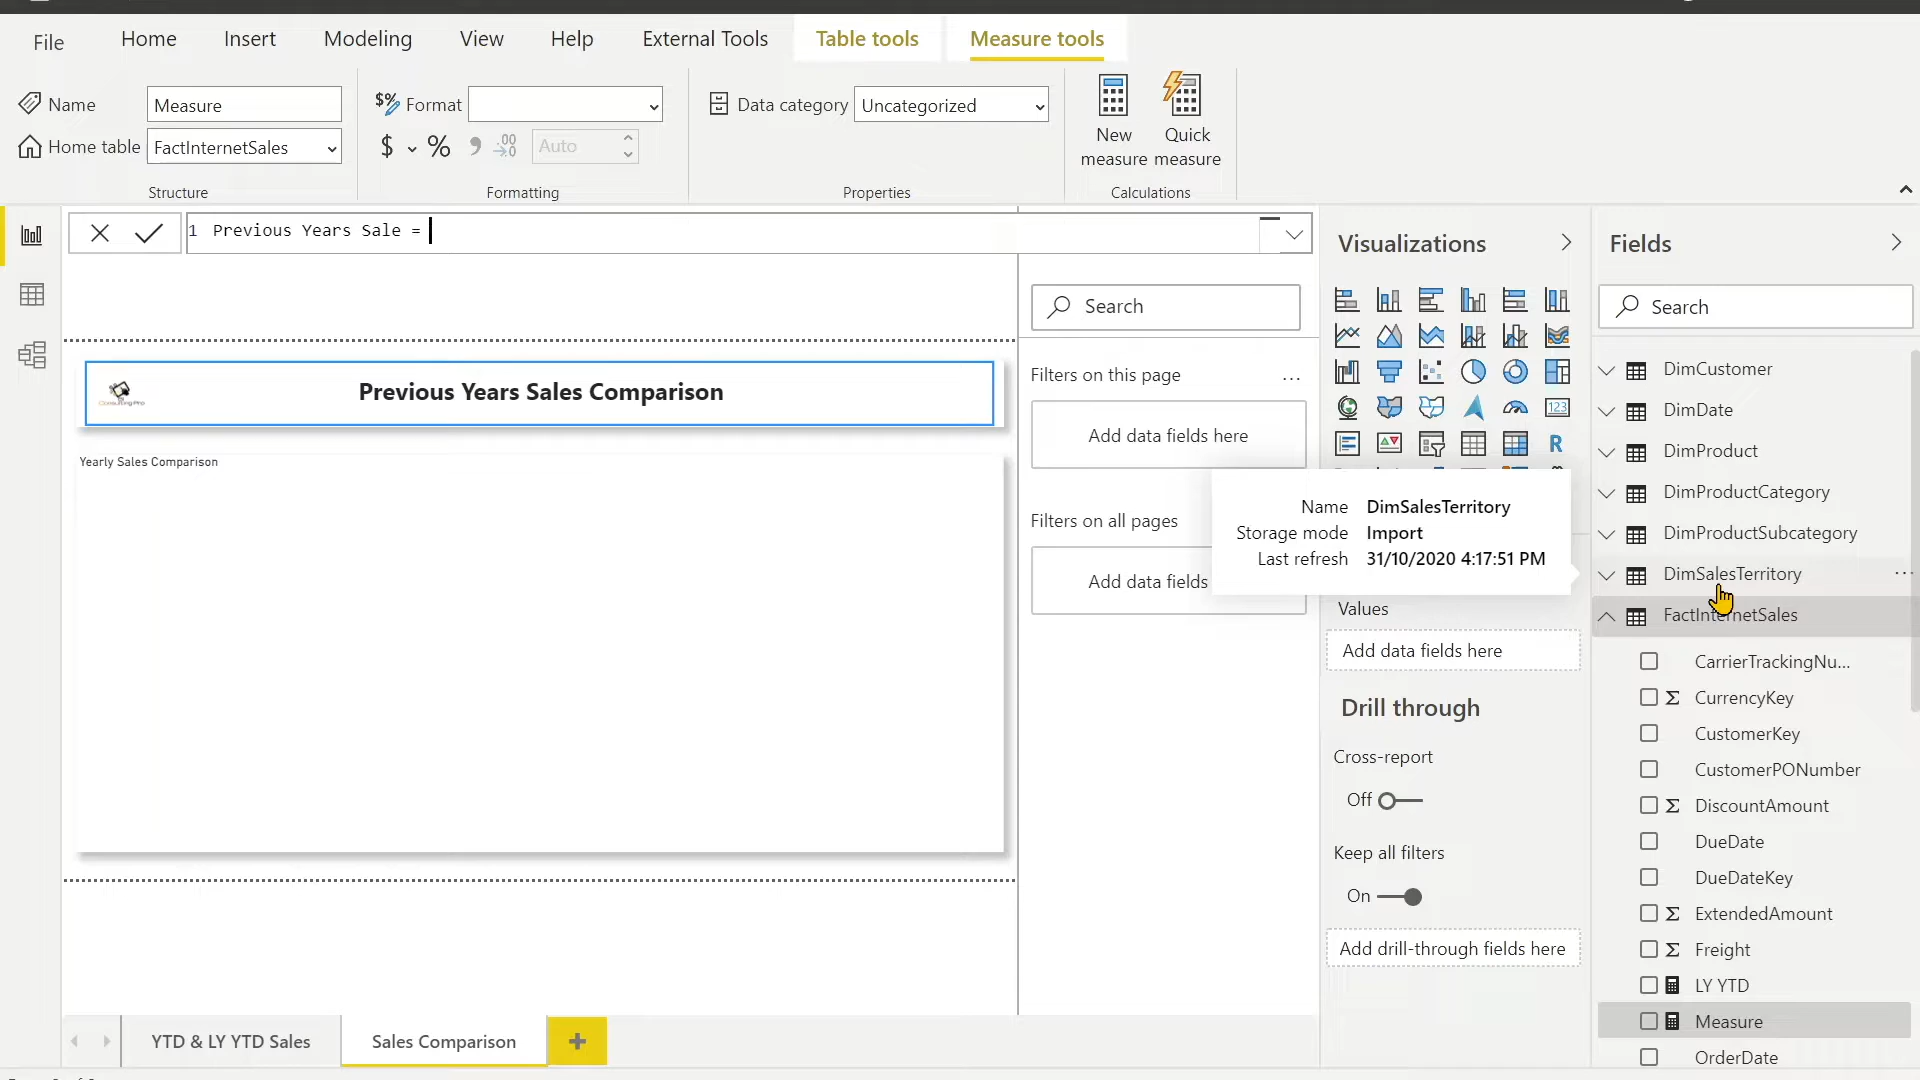 File
Home
Insert
Modeling
View
Help
External Tools
Table tools
Measure tools
Name
Measure
Home table
FactInternetSales
Structure
$% Format
$ % 9 .00
Auto
Formatting
Data category
Uncategorized
Properties
New
measure
Quick
measure
Calculations
1 Previous Years Sale =
Previous Years Sales Comparison
Yearly Sales Comparison
Search
Filters on this page
...
Add data fields here
Filters on all pages
Add data fields
Visualizations
123
R
Name DimSalesTerritory
Storage mode Import
Last refresh 31/10/2020 4:17:51 PM
Values
Add data fields here
Drill through
Cross-report
Off
Keep all filters
On
Add drill-through fields here
Fields
Search
DimCustomer
DimDate
DimProduct
DimProductCategory
DimProductSubcategory
DimSalesTerritory
...
FactInternetSales
CarrierTrackingNu...
Σ CurrencyKey
CustomerKey
CustomerPONumber
Σ DiscountAmount
DueDate
DueDateKey
Σ ExtendedAmount
Σ Freight
LY YTD
Measure
OrderDate
YTD & LY YTD Sales
Sales Comparison
+